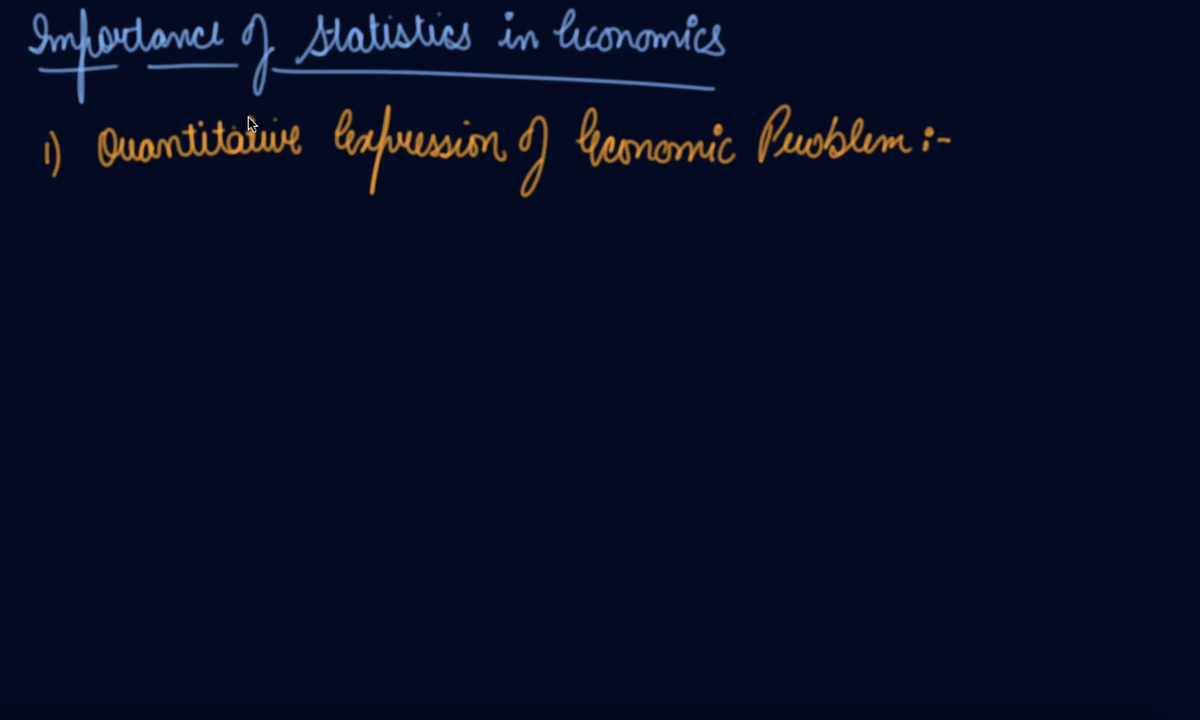 Importance of Statistics in Economics
1) Quantitative Expression of Economic Problem :-